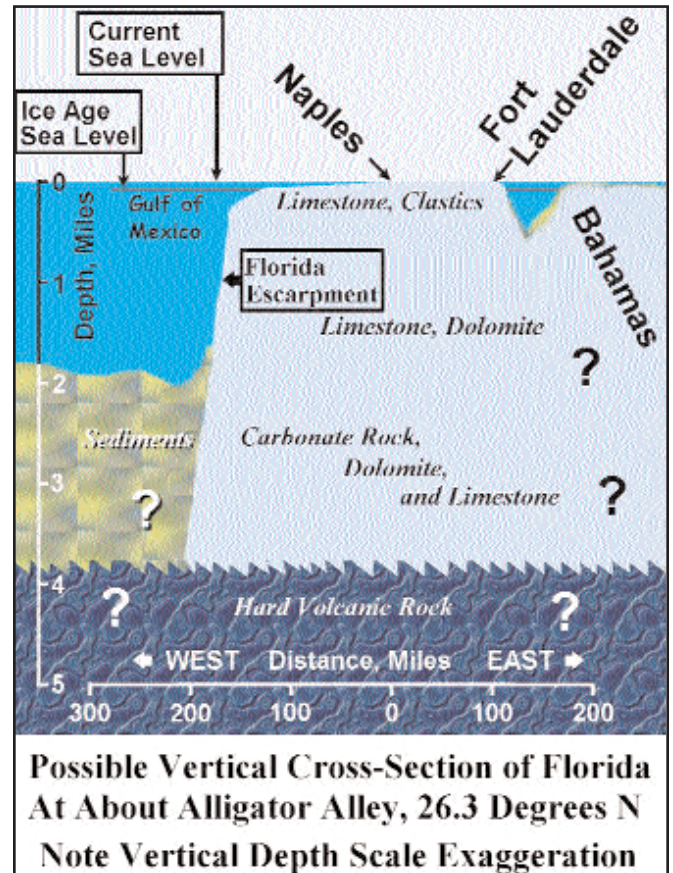 Current
Sea Level
Ice Age
Sea Level
Naples
Fort
Lauderdale
0
Gulf of
Mexico
Limestone, Clastics
Depth, Miles
1
Florida
Escarpment
Bahamas
Limestone, Dolomite
?
2
Sediments
Carbonate Rock,
Dolomite,
and Limestone
3
?
?
4
?
Hard Volcanic Rock
?
WEST Distance, Miles EAST
5
300 200 100 0 100 200
Possible Vertical Cross-Section of Florida
At About Alligator Alley, 26.3 Degrees N
Note Vertical Depth Scale Exaggeration